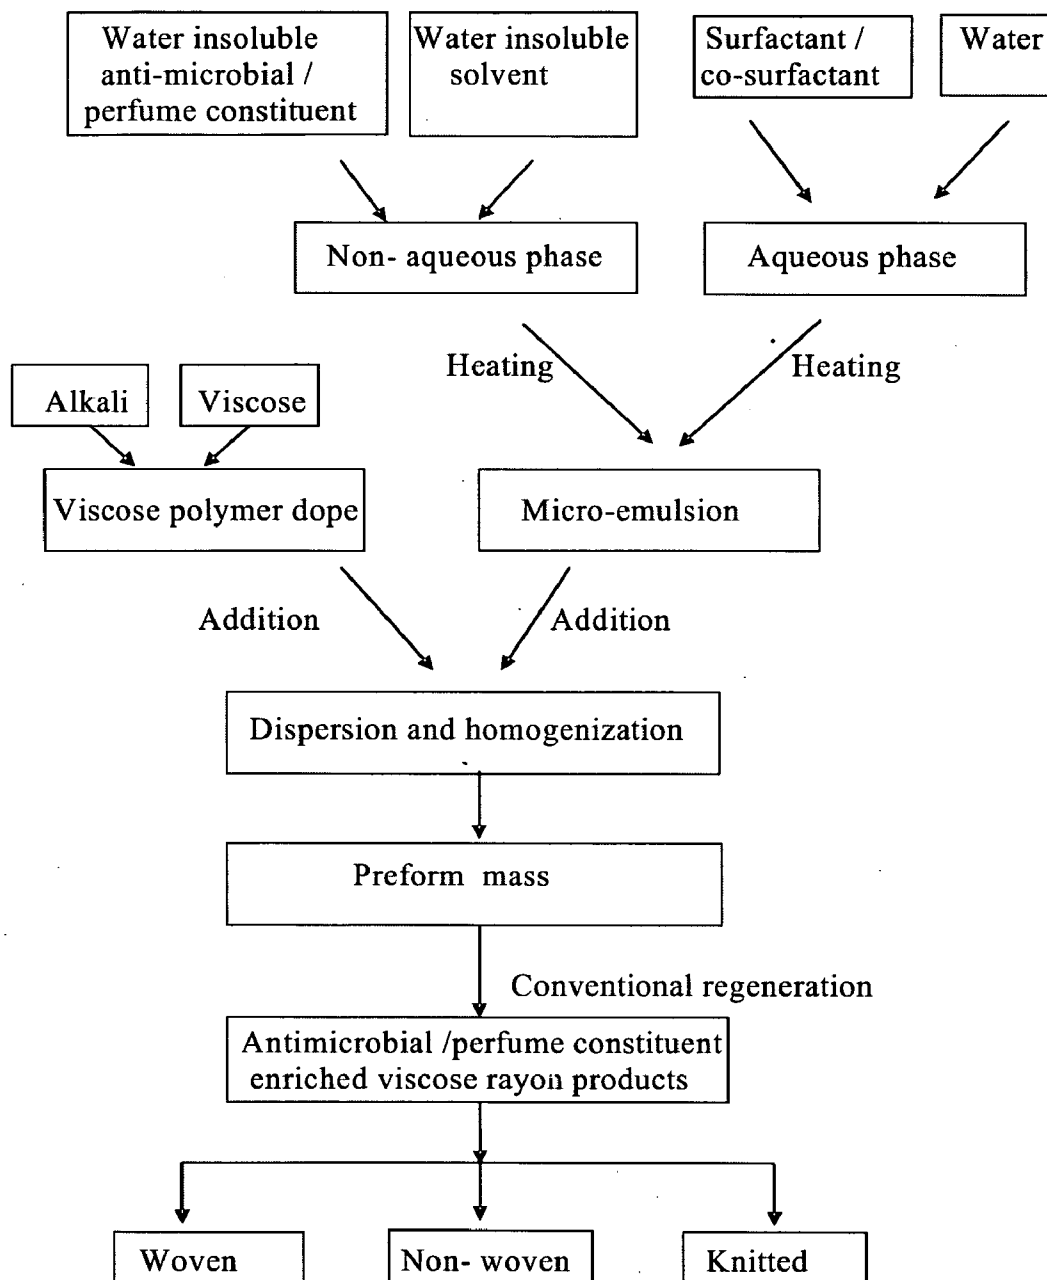 Water insoluble
anti-microbial /
perfume constituent
Water insoluble
solvent
Surfactant /
co-surfactant
Water
Non- aqueous phase
Aqueous phase
Heating
Heating
Alkali
Viscose
Viscose polymer dope
Micro-emulsion
Addition
Addition
Dispersion and homogenization
Preform mass
Conventional regeneration
Antimicrobial /perfume constituent
enriched viscose rayon products
Woven
Non- woven
Knitted